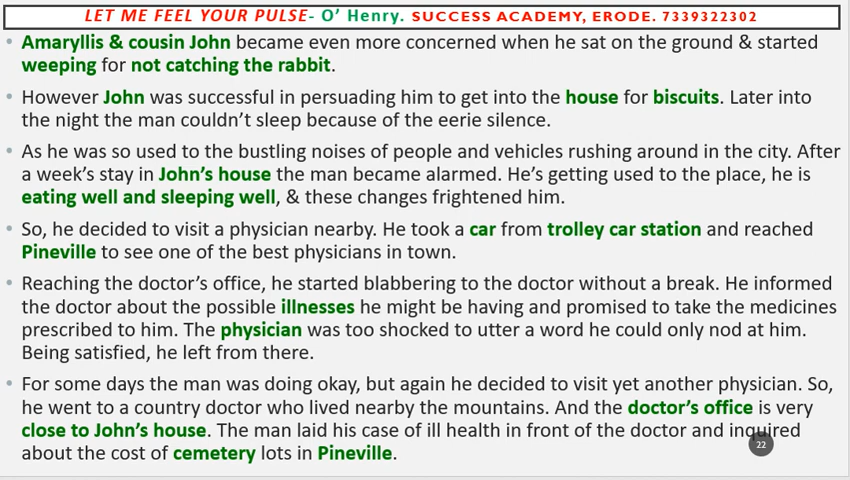 LET ME FEEL YOUR PULSE- O’ Henry. SUCCESS ACADEMY, ERODE. 7339322302
• Amaryllis & cousin John became even more concerned when he sat on the ground & started
weeping for not catching the rabbit.
• However John was successful in persuading him to get into the house for biscuits. Later into
the night the man couldn’t sleep because of the eerie silence.
• As he was so used to the bustling noises of people and vehicles rushing around in the city. After
a week’s stay in John’s house the man became alarmed. He’s getting used to the place, he is
eating well and sleeping well, & these changes frightened him.
• So, he decided to visit a physician nearby. He took a car from trolley car station and reached
Pineville to see one of the best physicians in town.
• Reaching the doctor’s office, he started blabbering to the doctor without a break. He informed
the doctor about the possible illnesses he might be having and promised to take the medicines
prescribed to him. The physician was too shocked to utter a word he could only nod at him.
Being satisfied, he left from there.
• For some days the man was doing okay, but again he decided to visit yet another physician. So,
he went to a country doctor who lived nearby the mountains. And the doctor’s office is very
close to John’s house. The man laid his case of ill health in front of the doctor and inquired
about the cost of cemetery lots in Pineville.
22